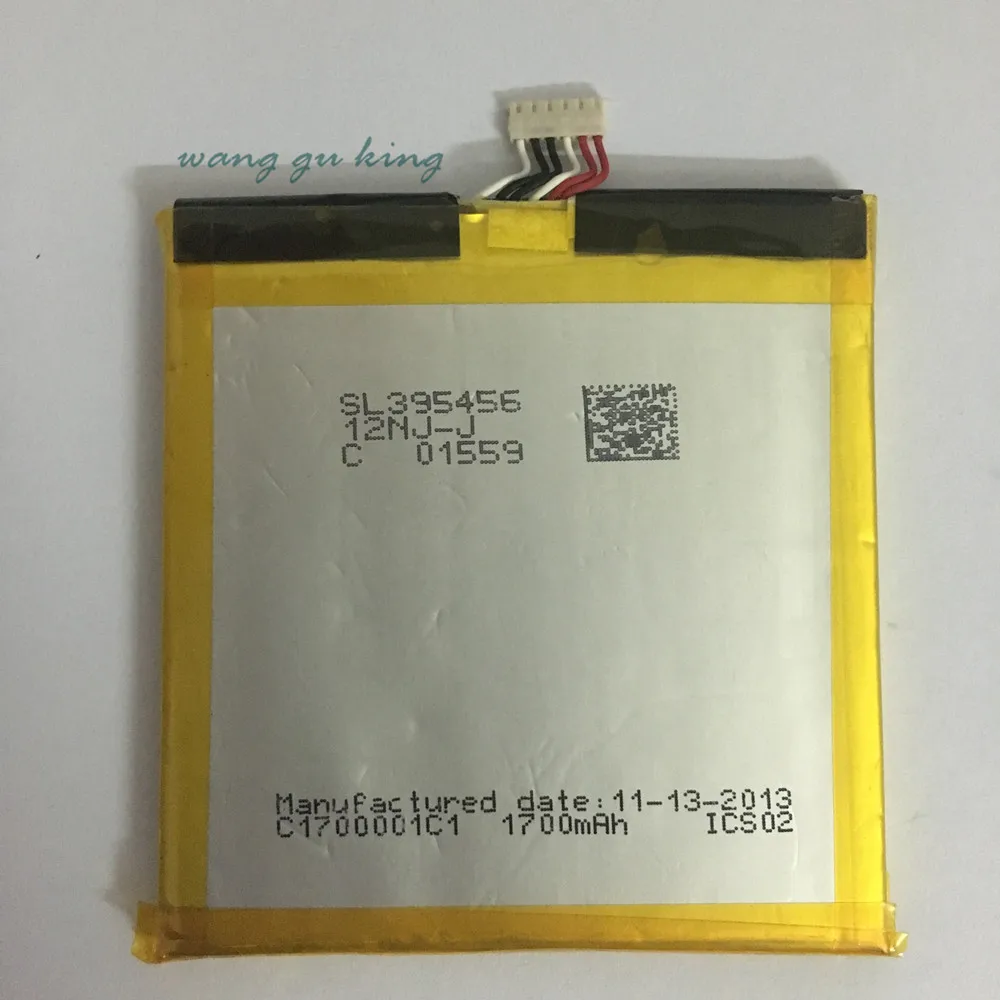 wang gu king
SL395456
12NJ-J
C 01559
Manufactured date:11-13-2013
C1700001C1 1700mAh ICS02